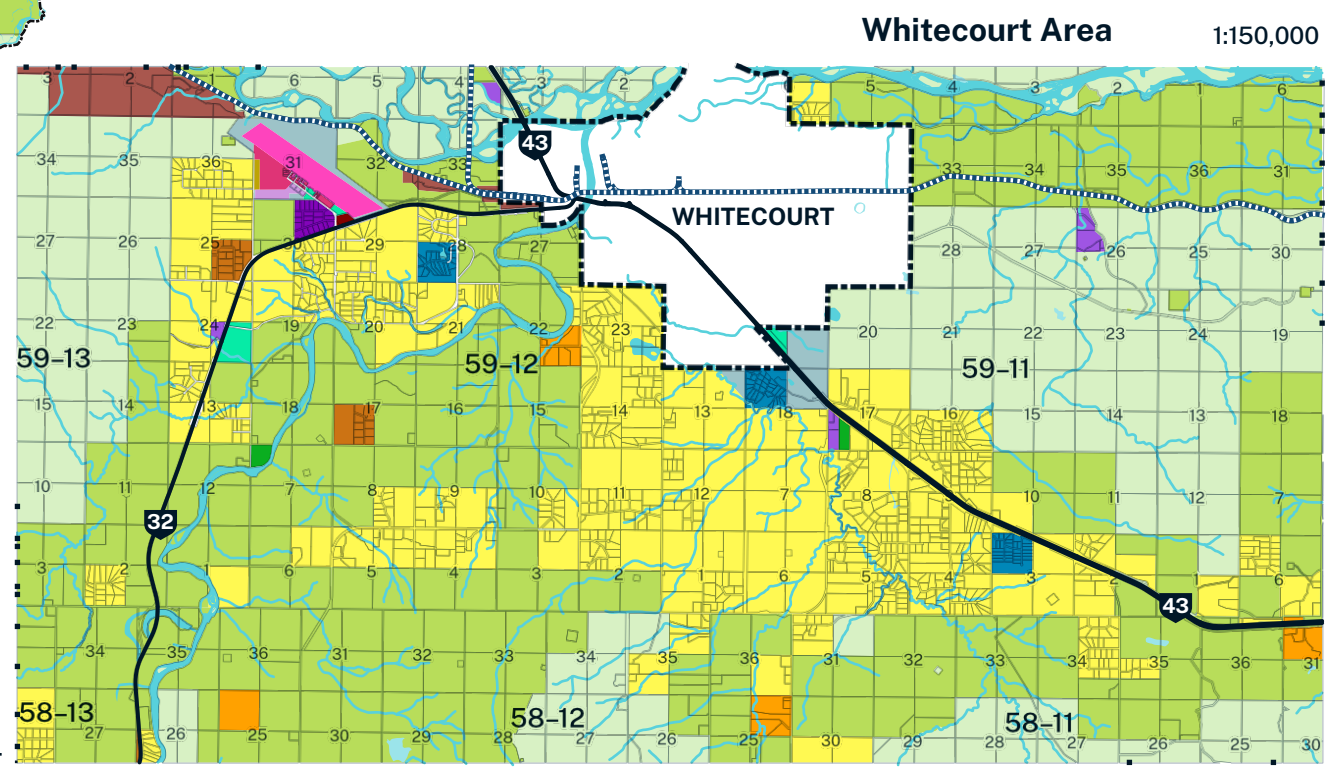 Whitecourt Area 1:150,000
3 2 1 6 5 3 2 5 4 3 2 1 6
43
34 35 36 31 32 33 33 34 35 36 31
WHITECOURT
27 26 25 30 29 28 27 28 27 26 25 30
22 23 24 19 20 21 22 23 20 21 22 23 24 19
59–13 59–12 59–11
15 14 13 18 17 16 15 14 13 18 17 16 15 14 13 18
10 11 12 7 8 9 10 11 12 7 8 9 10 11 12 7
32
3 2 1 6 5 4 3 2 1 6 5 4 3 2 1 6
43
34 35 36 31 32 33 34 35 36 31 32 33 34 35 36 31
58–13 58–12 58–11
27 26 25 30 29 28 27 26 25 30 29 28 27 26 25 30